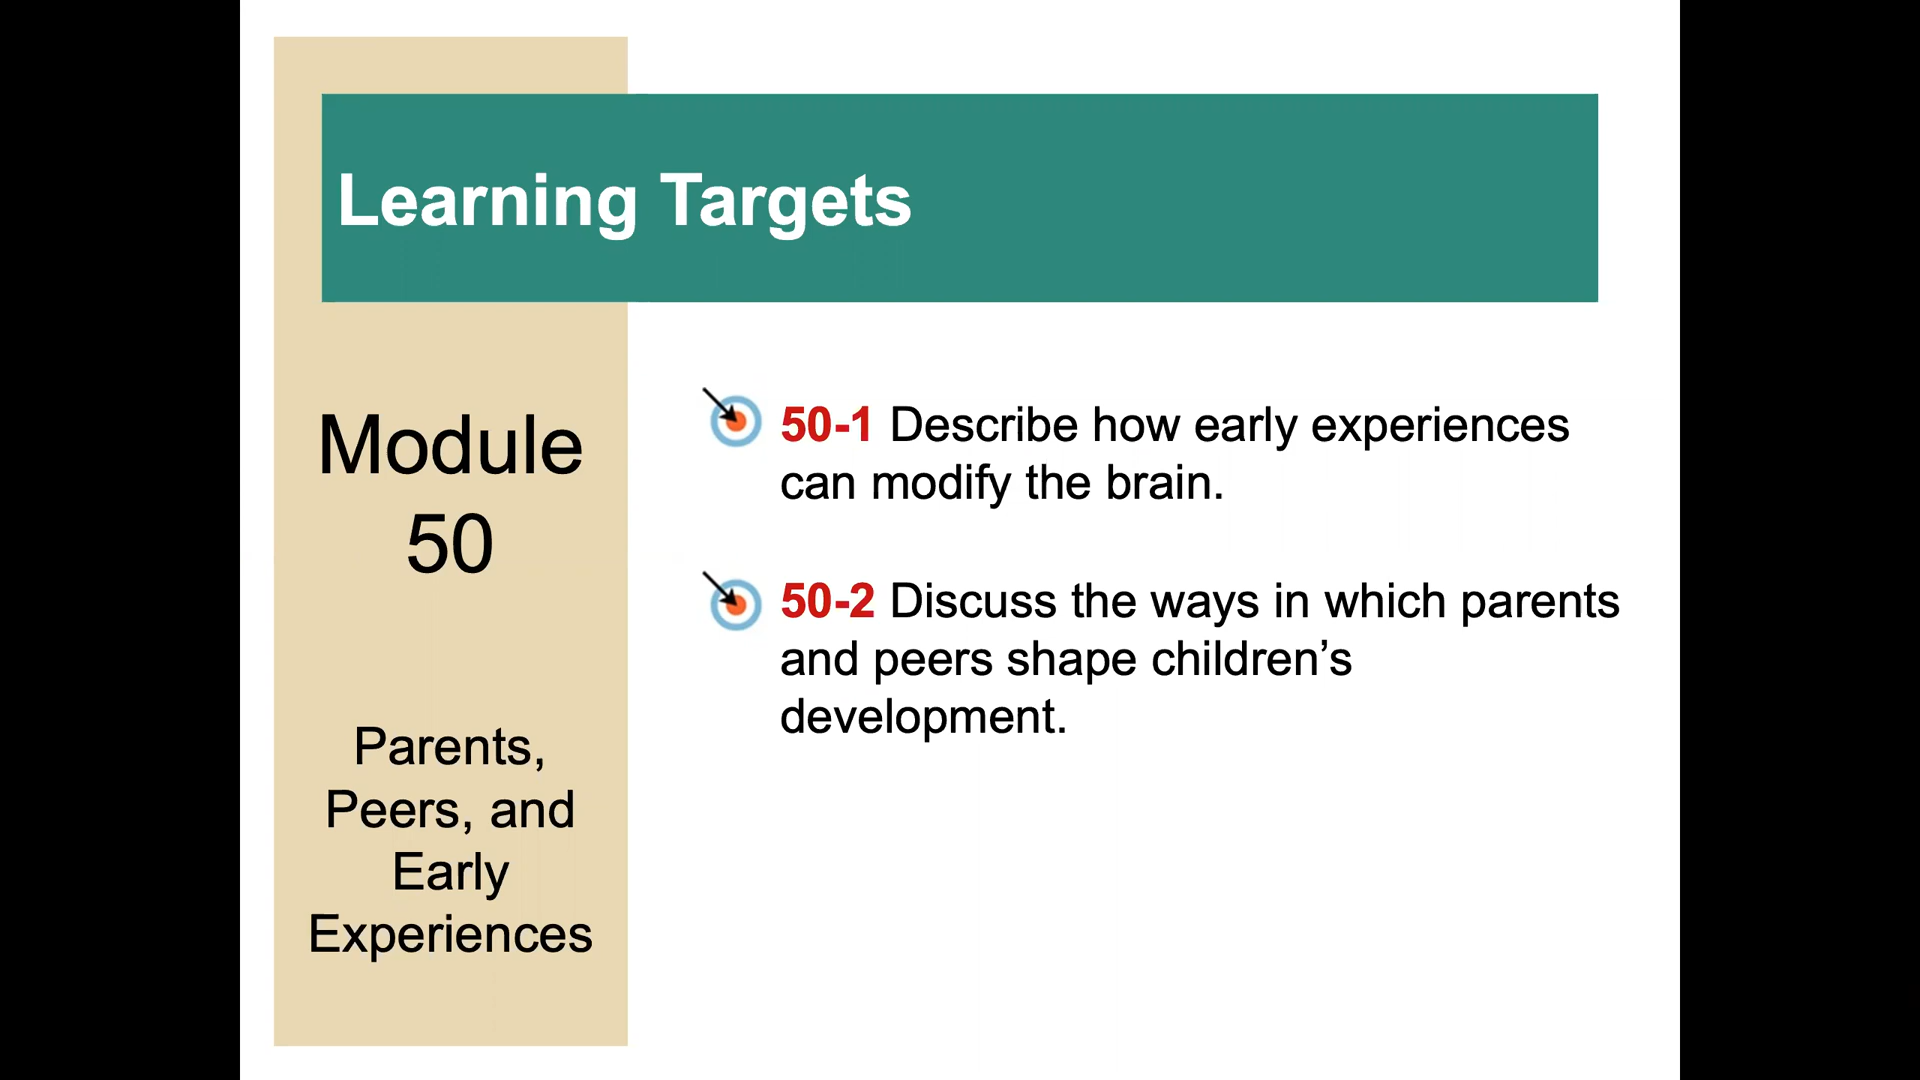 Learning Targets
Module
50
Parents,
Peers, and
Early
Experiences
50-1 Describe how early experiences
can modify the brain.
50-2 Discuss the ways in which parents
and peers shape children’s
development.